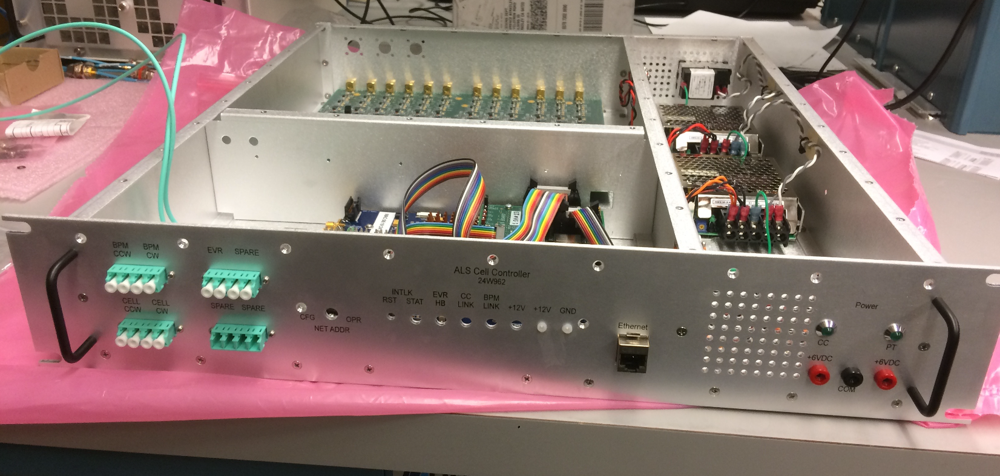 BPM
CCW
BPM
CW
EVR
SPARE
CELL
CCW
CELL
CW
SPARE
SPARE
CFG
OPR
NET ADDR
ALS Cell Controller
24W962
INTLK
RST
STAT
EVR
HB
CC
LINK
BPM
LINK
+12V
+12V
GND
Ethernet
Power
CC
PT
+6VDC
COM
+6VDC